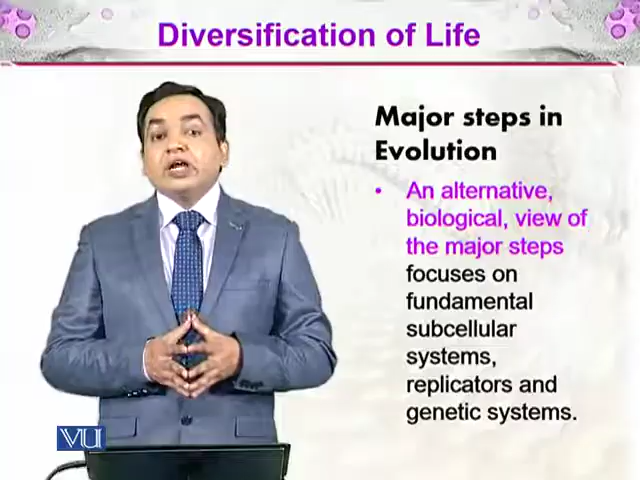 Diversification of Life
Major steps in
Evolution
• An alternative,
biological, view of
the major steps
focuses on
fundamental
subcellular
systems,
replicators and
genetic systems.
VU